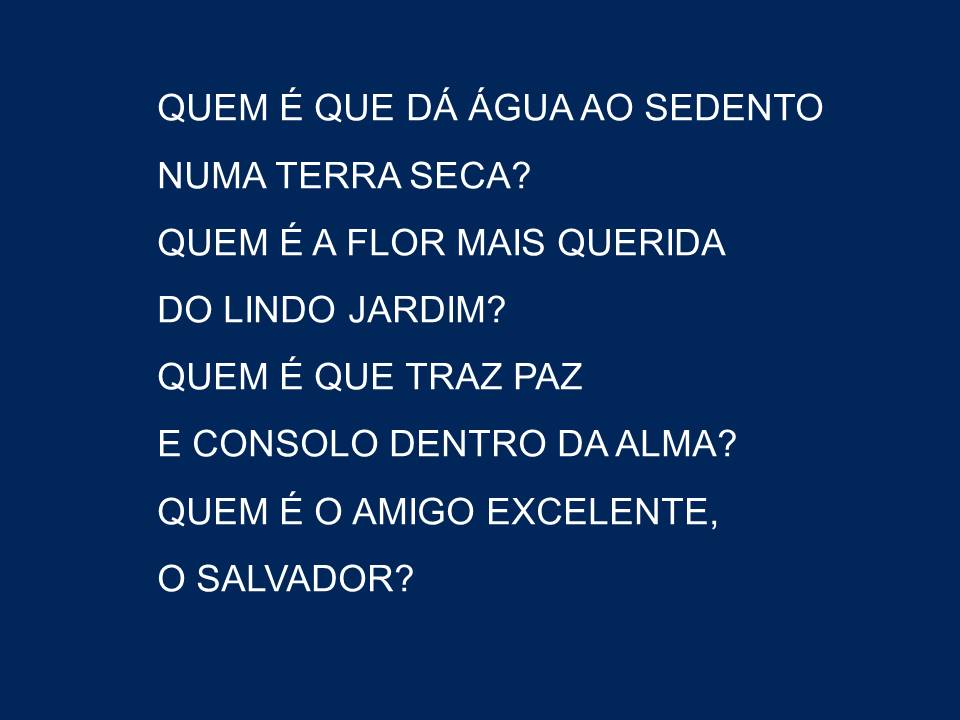 QUEM É QUE DÁ ÁGUA AO SEDENTO
NUMA TERRA SECA?
QUEM É A FLOR MAIS QUERIDA
DO LINDO JARDIM?
QUEM É QUE TRAZ PAZ
E CONSOLO DENTRO DA ALMA?
QUEM É O AMIGO EXCELENTE,
O SALVADOR?